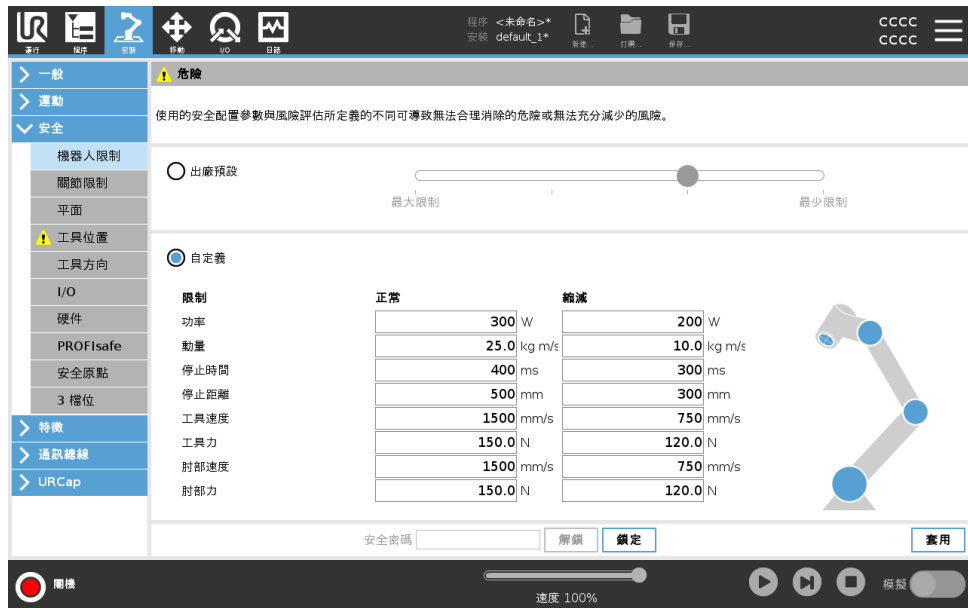 UR
運行
程序
安裝
移動
I/O
日誌
程序 <未命名>*
安裝 default_1*
新建...
打開...
保存...
CCCC
CCCC
一般
運動
安全
機器人限制
關節限制
平面
工具位置
工具方向
I/O
硬件
PROFIsafe
安全原點
3 檔位
特徵
通訊總線
URCap
危險
使用的安全配置參數與風險評估所定義的不同可導致無法合理消除的危險或無法充分減少的風險。
出廠預設
最大限制 最少限制
自定義
限制 正常 縮減
功率 300 W 200 W
動量 25.0 kg m/s 10.0 kg m/s
停止時間 400 ms 300 ms
停止距離 500 mm 300 mm
工具速度 1500 mm/s 750 mm/s
工具力 150.0 N 120.0 N
肘部速度 1500 mm/s 750 mm/s
肘部力 150.0 N 120.0 N
安全密碼 解鎖 鎖定 套用
關機
速度 100%
模擬